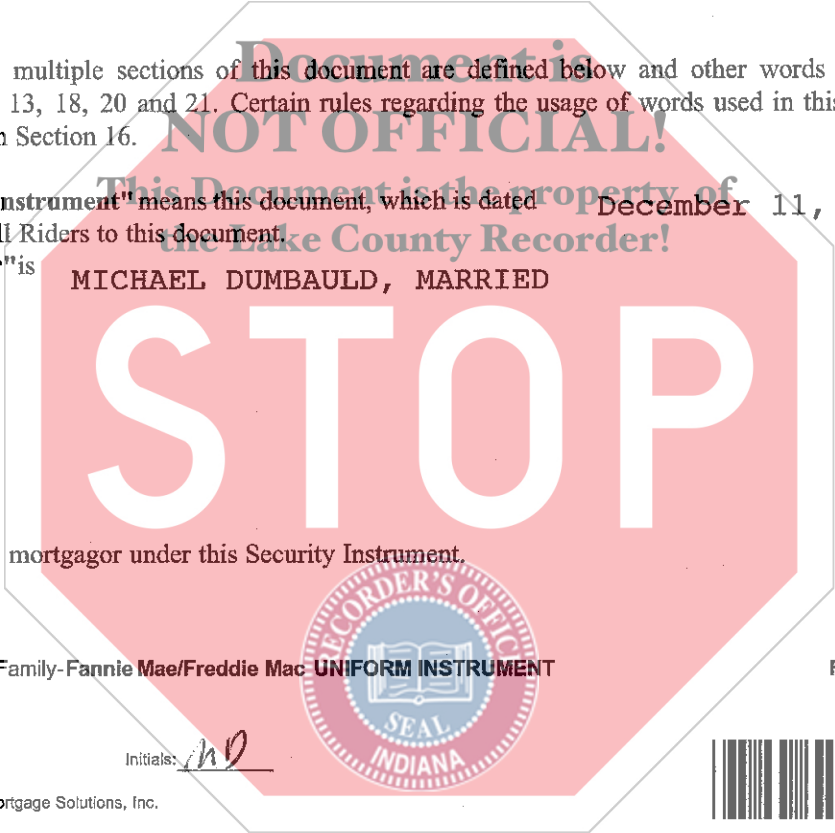 Document is
multiple sections of this document are defined below and other words
13, 18, 20 and 21. Certain rules regarding the usage of words used in this
Section 16.
NOT OFFICIAL!
This Document is the property of
nstrument" means this document, which is dated December 11,
ll Riders to this document.
the Lake County Recorder!
" is
MICHAEL DUMBAULD, MARRIED
STOP
mortgagor under this Security Instrument.
RECORDER'S OFFICE
Family-Fannie Mae/Freddie Mac UNIFORM INSTRUMENT
SEAL
INDIANA
Initials: MD
ortgage Solutions, Inc.